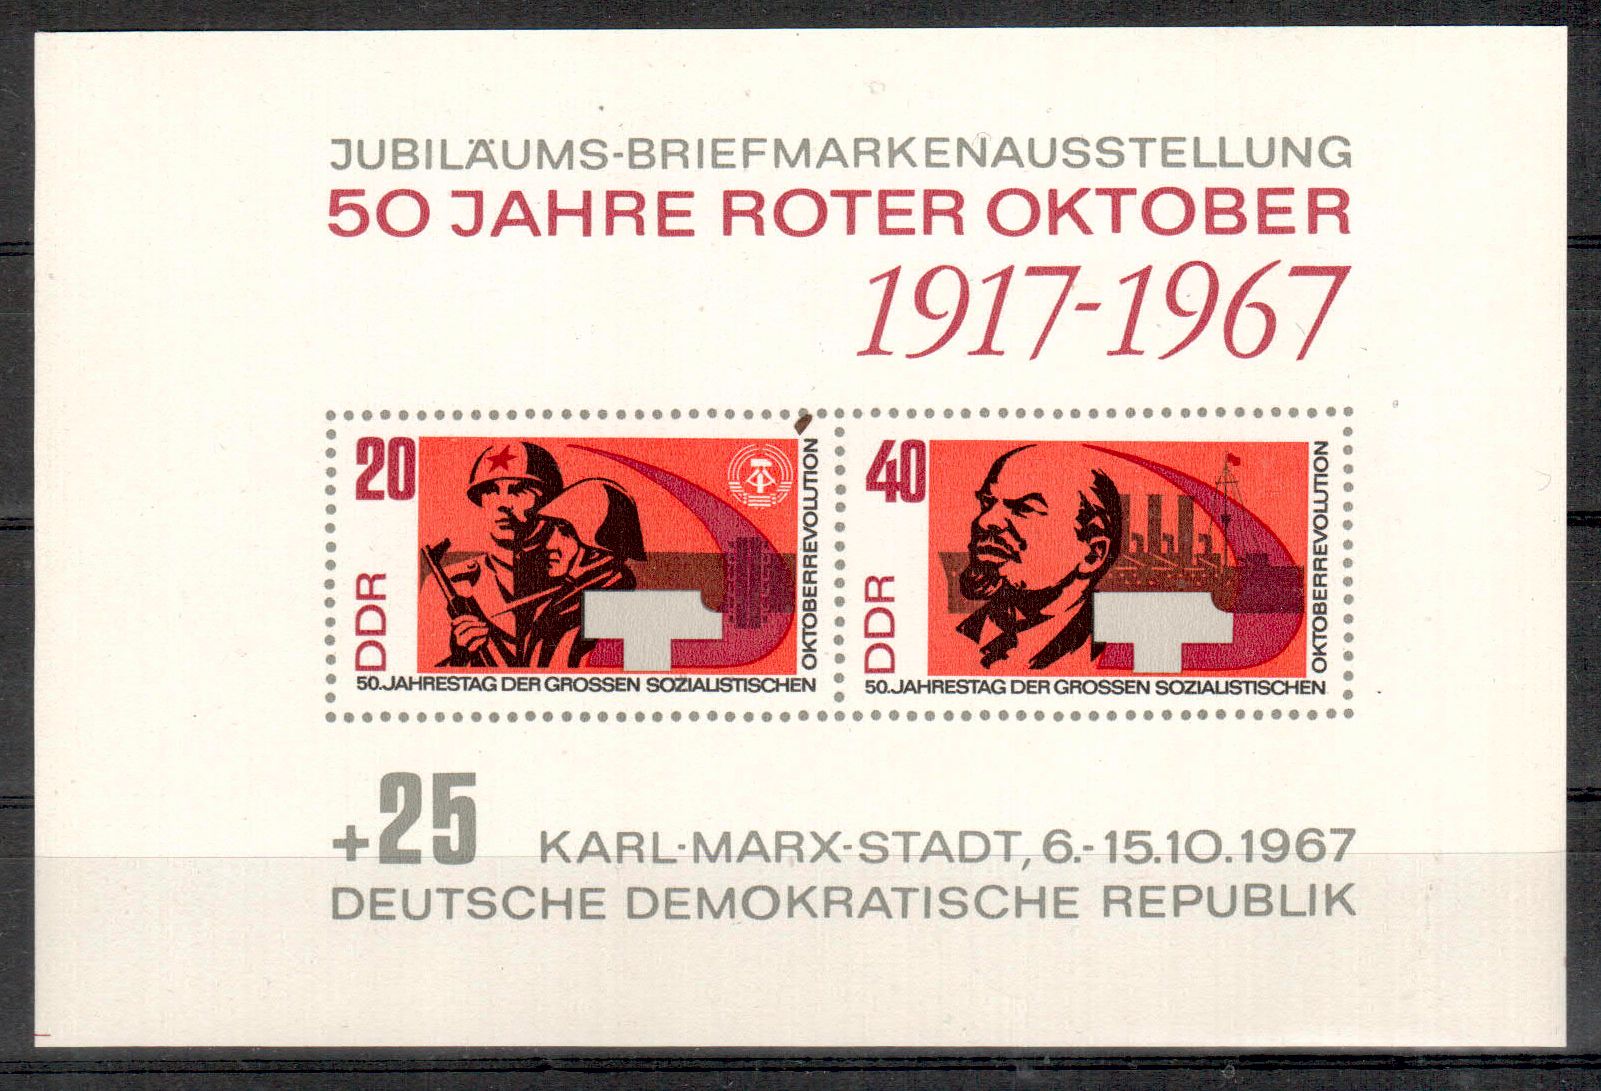 JUBILÄUMS-BRIEFMARKENAUSSTELLUNG
50 JAHRE ROTER OKTOBER
1917-1967
20
DDR
OKTOBERREVOLUTION
50.JAHRESTAG DER GROSSEN SOZIALISTISCHEN
40
DDR
OKTOBERREVOLUTION
50.JAHRESTAG DER GROSSEN SOZIALISTISCHEN
+25 KARL-MARX-STADT, 6.-15.10.1967
DEUTSCHE DEMOKRATISCHE REPUBLIK